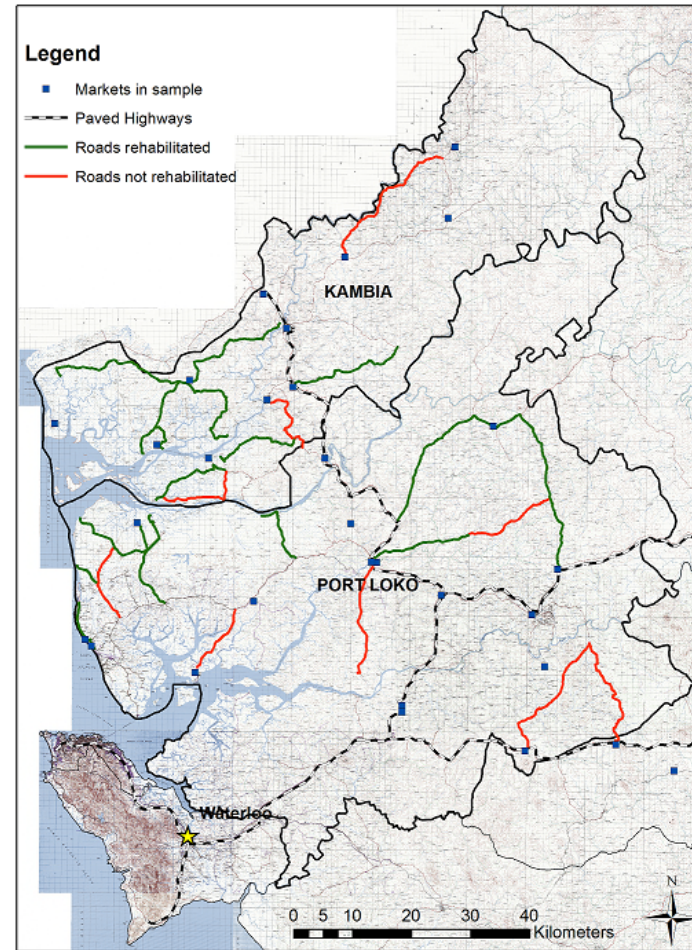 Legend
Markets in sample
Paved Highways
Roads rehabilitated
Roads not rehabilitated
KAMBIA
PORT LOKO
Waterloo
N
0 5 10 20 30 40
Kilometers